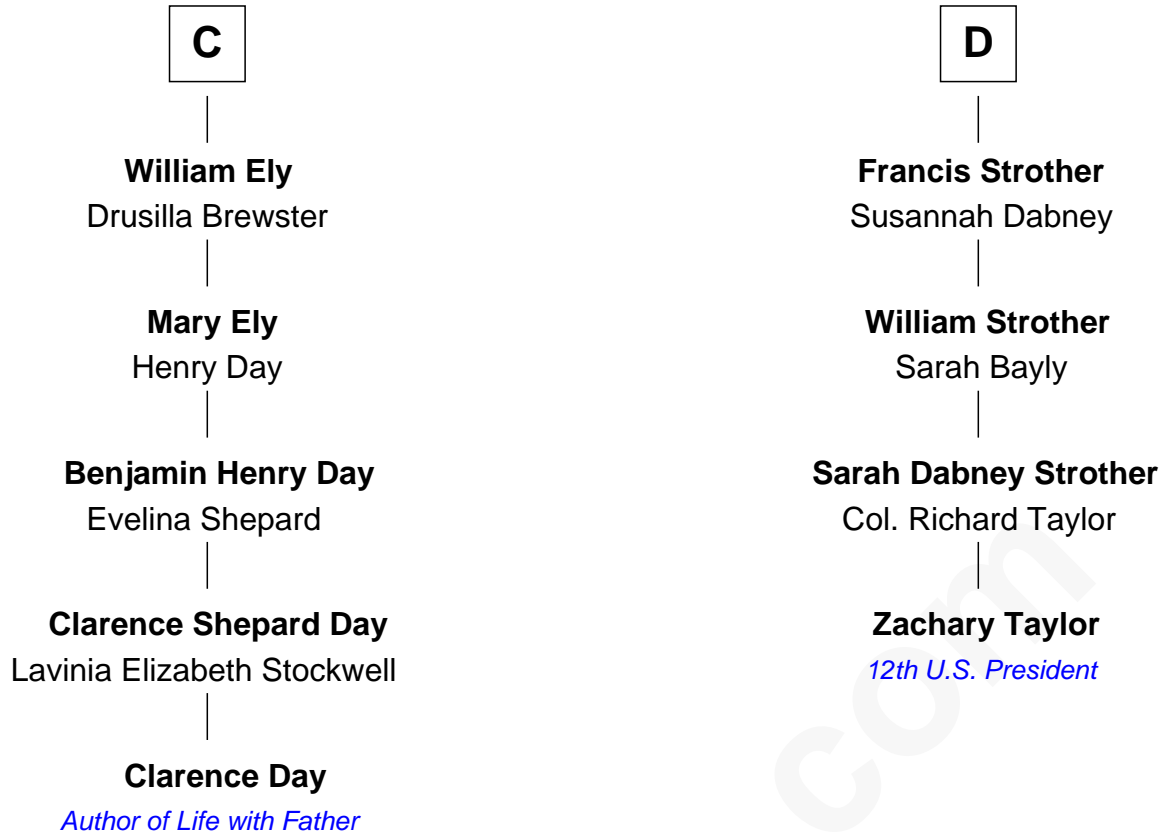 C
William Ely
Drusilla Brewster
Mary Ely
Henry Day
Benjamin Henry Day
Evelina Shepard
Clarence Shepard Day
Lavinia Elizabeth Stockwell
Clarence Day
Author of Life with Father
D
Francis Strother
Susannah Dabney
William Strother
Sarah Bayly
Sarah Dabney Strother
Col. Richard Taylor
Zachary Taylor
12th U.S. President
com